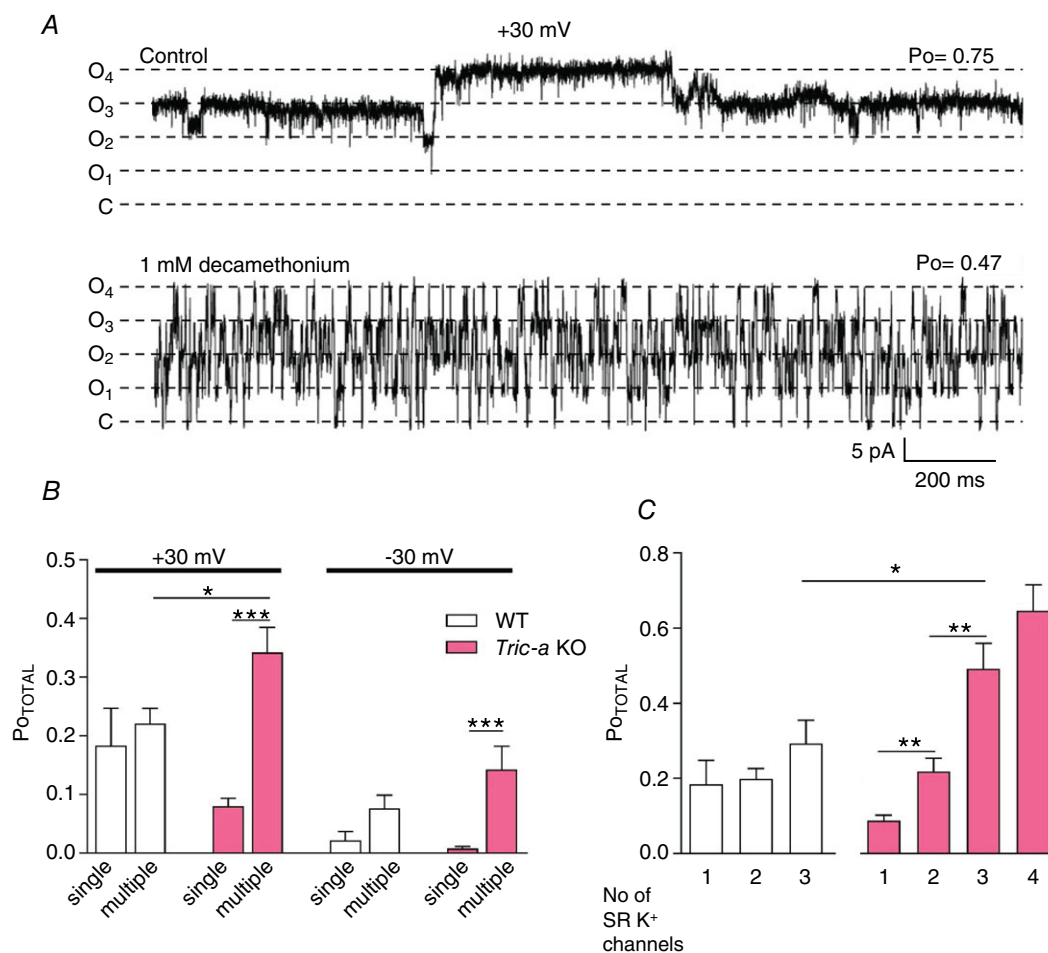 A
+30 mV
Control
Po= 0.75
O4
O3
O2
O1
C
1 mM decamethonium
Po= 0.47
O4
O3
O2
O1
C
5 pA
200 ms
B
+30 mV
-30 mV
0.5
0.4
0.3
0.2
0.1
0.0
PoTOTAL
*
***
***
WT
Tric-a KO
single
multiple
single
multiple
single
multiple
single
multiple
C
0.8
0.6
0.4
0.2
0.0
PoTOTAL
*
**
**
1 2 3 1 2 3 4
No of
SR K+
channels